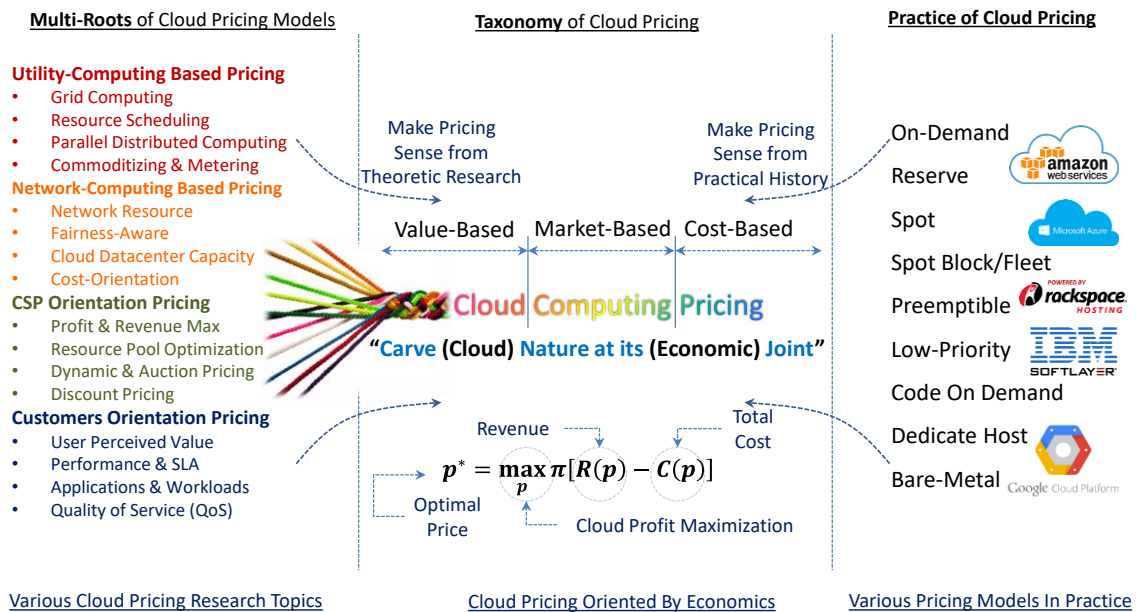 Multi-Roots of Cloud Pricing Models
Utility-Computing Based Pricing
• Grid Computing
• Resource Scheduling
• Parallel Distributed Computing
• Commoditizing & Metering
Network-Computing Based Pricing
• Network Resource
• Fairness-Aware
• Cloud Datacenter Capacity
• Cost-Orientation
CSP Orientation Pricing
• Profit & Revenue Max
• Resource Pool Optimization
• Dynamic & Auction Pricing
• Discount Pricing
Customers Orientation Pricing
• User Perceived Value
• Performance & SLA
• Applications & Workloads
• Quality of Service (QoS)
Various Cloud Pricing Research Topics
Taxonomy of Cloud Pricing
Make Pricing
Sense from
Theoretic Research
Make Pricing
Sense from
Practical History
Value-Based
Market-Based
Cost-Based
Cloud Computing Pricing
“Carve (Cloud) Nature at its (Economic) Joint”
Revenue
Total
Cost
p* = max π[R(p) − C(p)]
p
Optimal
Price
Cloud Profit Maximization
Cloud Pricing Oriented By Economics
Practice of Cloud Pricing
On-Demand
Reserve
Spot
Spot Block/Fleet
Preemptible
Low-Priority
Code On Demand
Dedicate Host
Bare-Metal
amazon
web services
Microsoft Azure
POWERED BY
rackspace
HOSTING
IBM
SOFTLAYER
Google Cloud Platform
Various Pricing Models In Practice